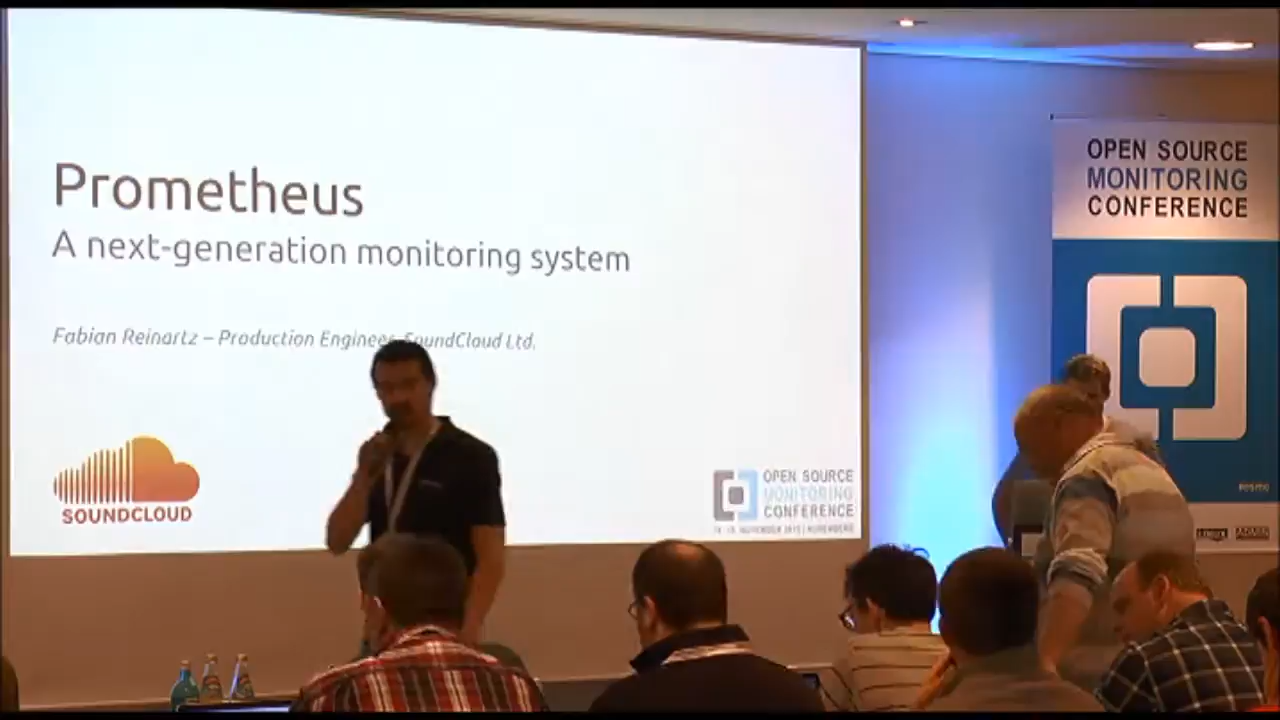 Prometheus
A next-generation monitoring system
Fabian Reinartz – Production Engineer, SoundCloud Ltd.
SOUNDCLOUD
OPEN SOURCE
MONITORING
CONFERENCE
OPEN SOURCE
MONITORING
CONFERENCE